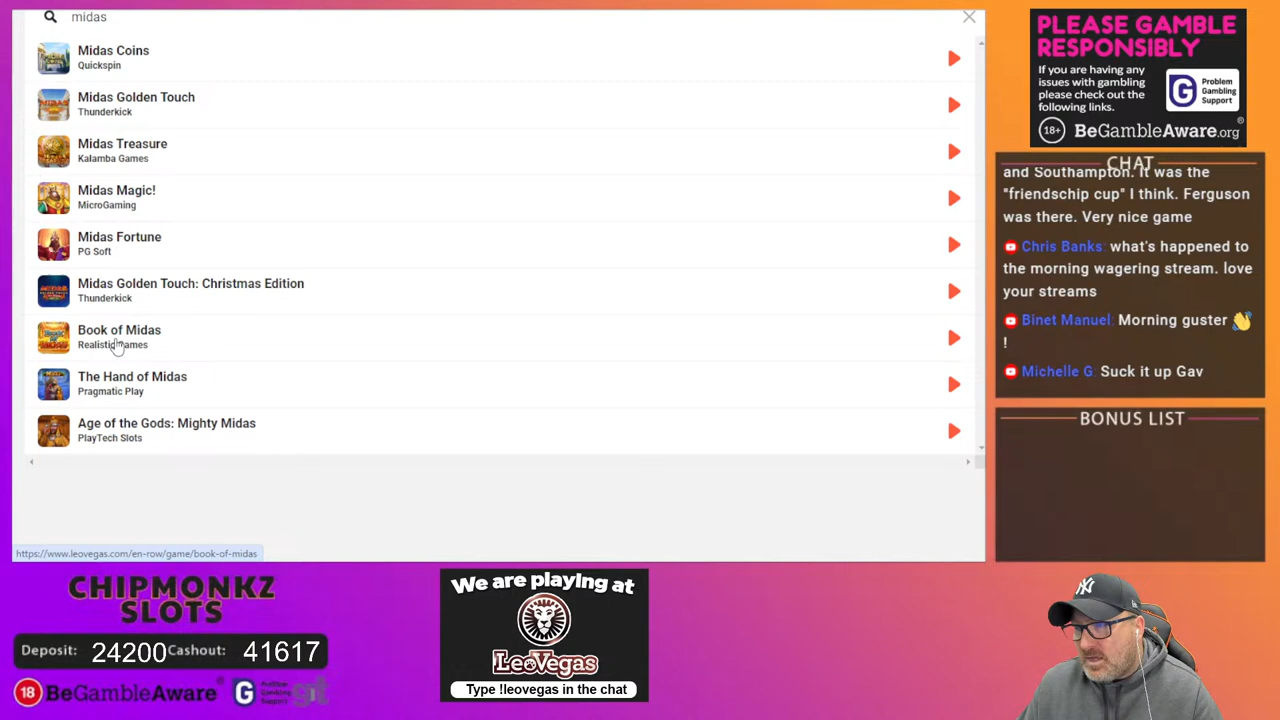 midas
Midas Coins
Quickspin
Midas Golden Touch
Thunderkick
Midas Treasure
Kalamba Games
Midas Magic!
MicroGaming
Midas Fortune
PG Soft
Midas Golden Touch: Christmas Edition
Thunderkick
Book of Midas
Realistic Games
The Hand of Midas
Pragmatic Play
Age of the Gods: Mighty Midas
PlayTech Slots
https://www.leovegas.com/en-row/game/book-of-midas
PLEASE GAMBLE
RESPONSIBLY
If you are having any
issues with gambling
please check out the
following links.
Problem
Gambling
Support
18+ BeGambleAware.org®
CHAT
and Southampton. It was the
"friendschip cup" I think. Ferguson
was there. Very nice game
Chris Banks: what's happened to
the morning wagering stream. love
your streams
Binet Manuel: Morning guster 👋
!
Michelle G: Suck it up Gav
BONUS LIST
CHIPMONKZ
SLOTS
Deposit: 24200 Cashout: 41617
18 BeGambleAware®
We are playing at
LeoVegas
Type !leovegas in the chat